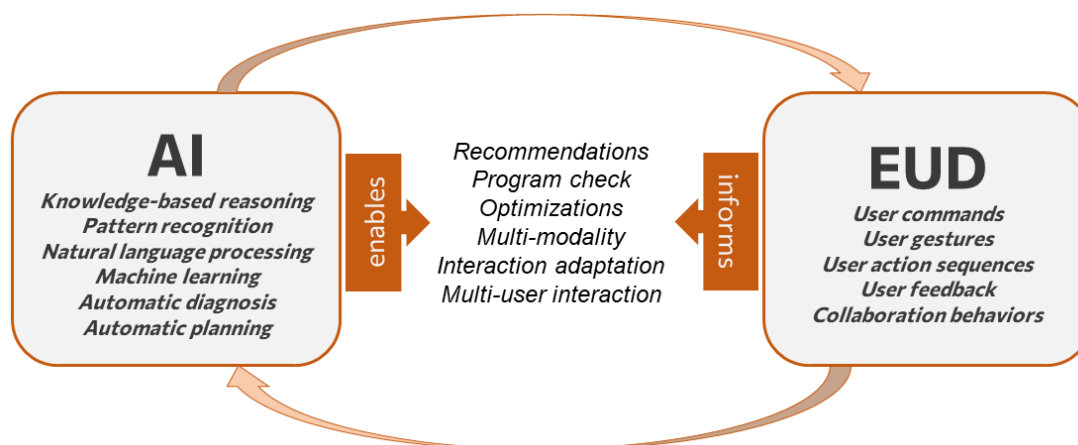 AI
Knowledge-based reasoning
Pattern recognition
Natural language processing
Machine learning
Automatic diagnosis
Automatic planning
enables
Recommendations
Program check
Optimizations
Multi-modality
Interaction adaptation
Multi-user interaction
informs
EUD
User commands
User gestures
User action sequences
User feedback
Collaboration behaviors